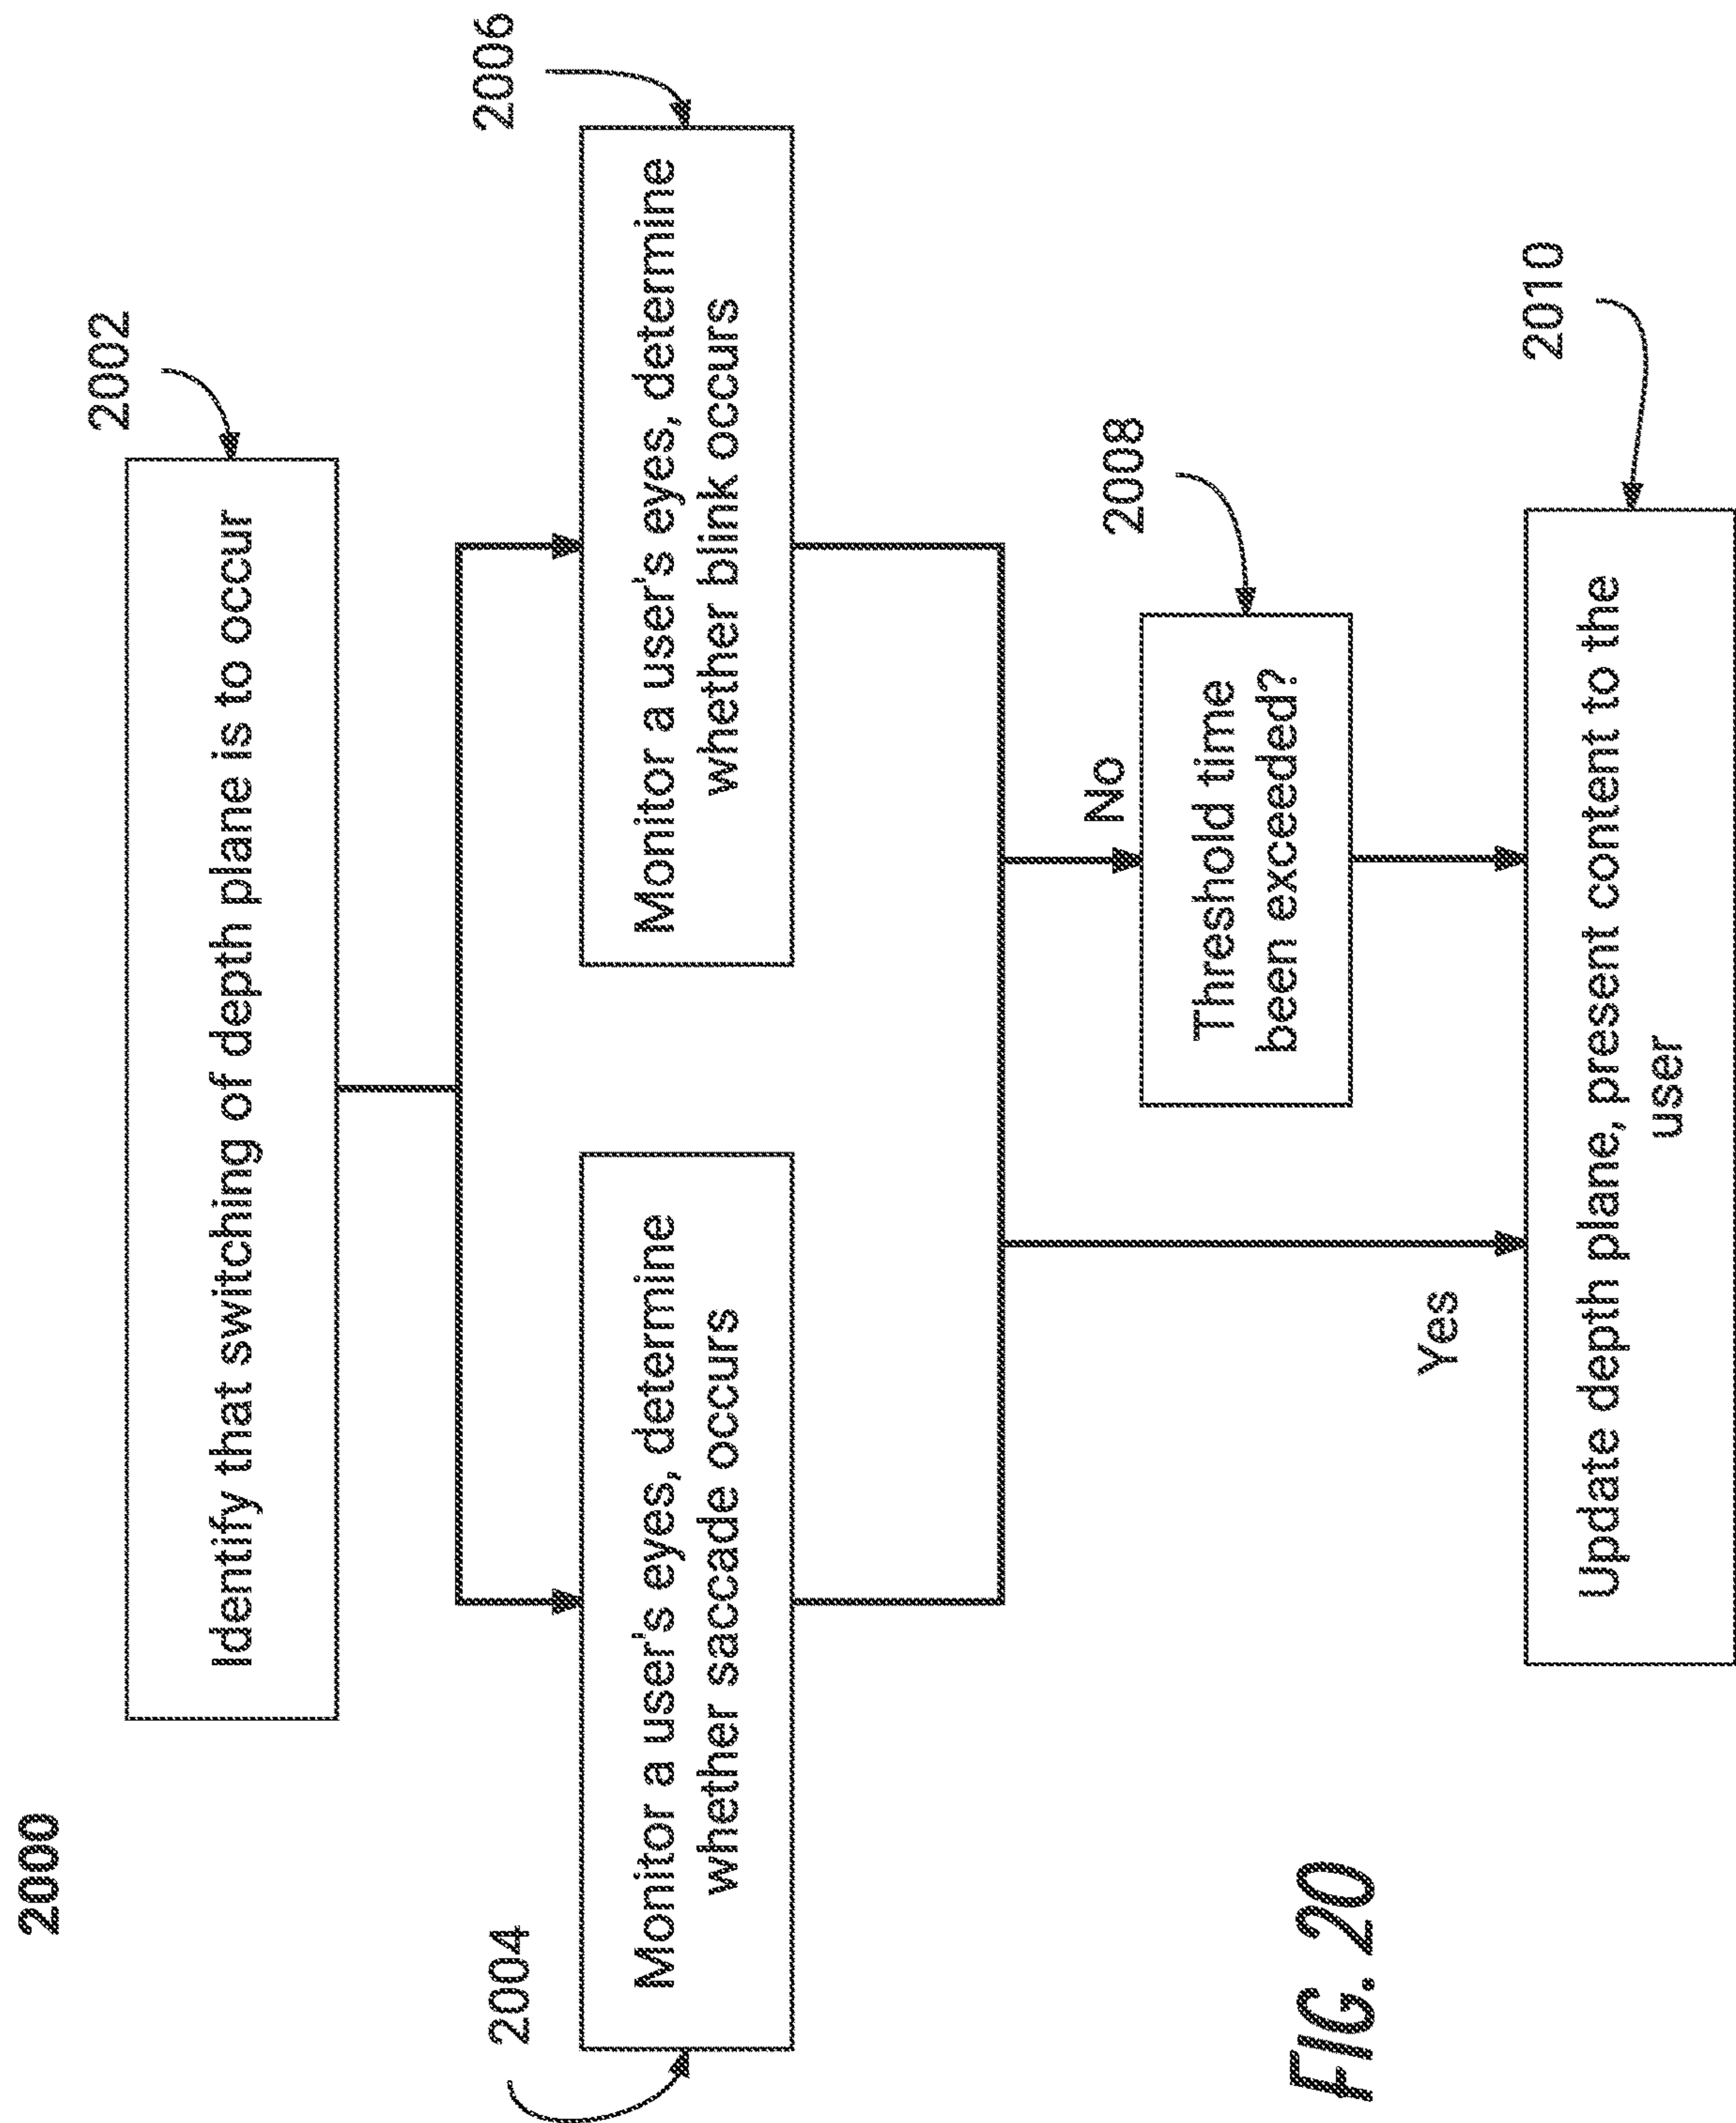 2000
2002
Identify that switching of depth plane is to occur
2004
Monitor a user's eyes, determine
whether saccade occurs
2006
Monitor a user's eyes, determine
whether blink occurs
No
2008
Threshold time
been exceeded?
Yes
2010
Update depth plane, present content to the
user
FIG. 20